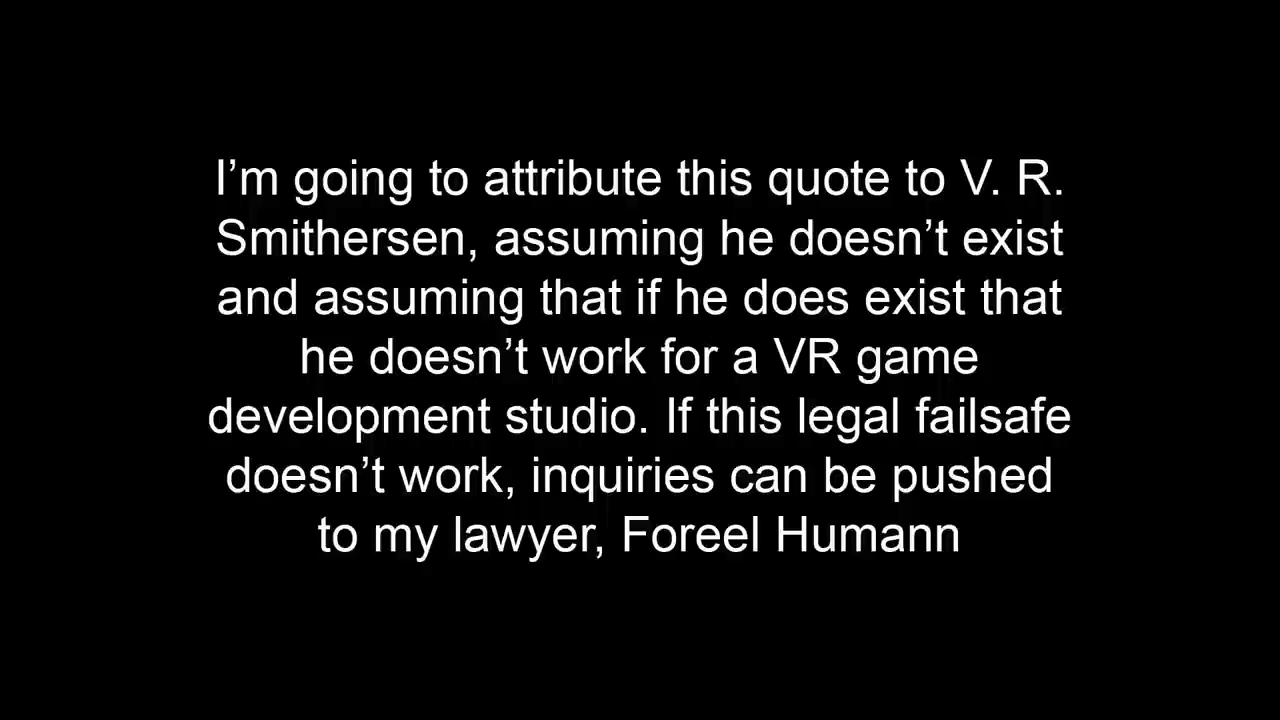 I’m going to attribute this quote to V. R.
Smithersen, assuming he doesn’t exist
and assuming that if he does exist that
he doesn’t work for a VR game
development studio. If this legal failsafe
doesn’t work, inquiries can be pushed
to my lawyer, Foreel Humann